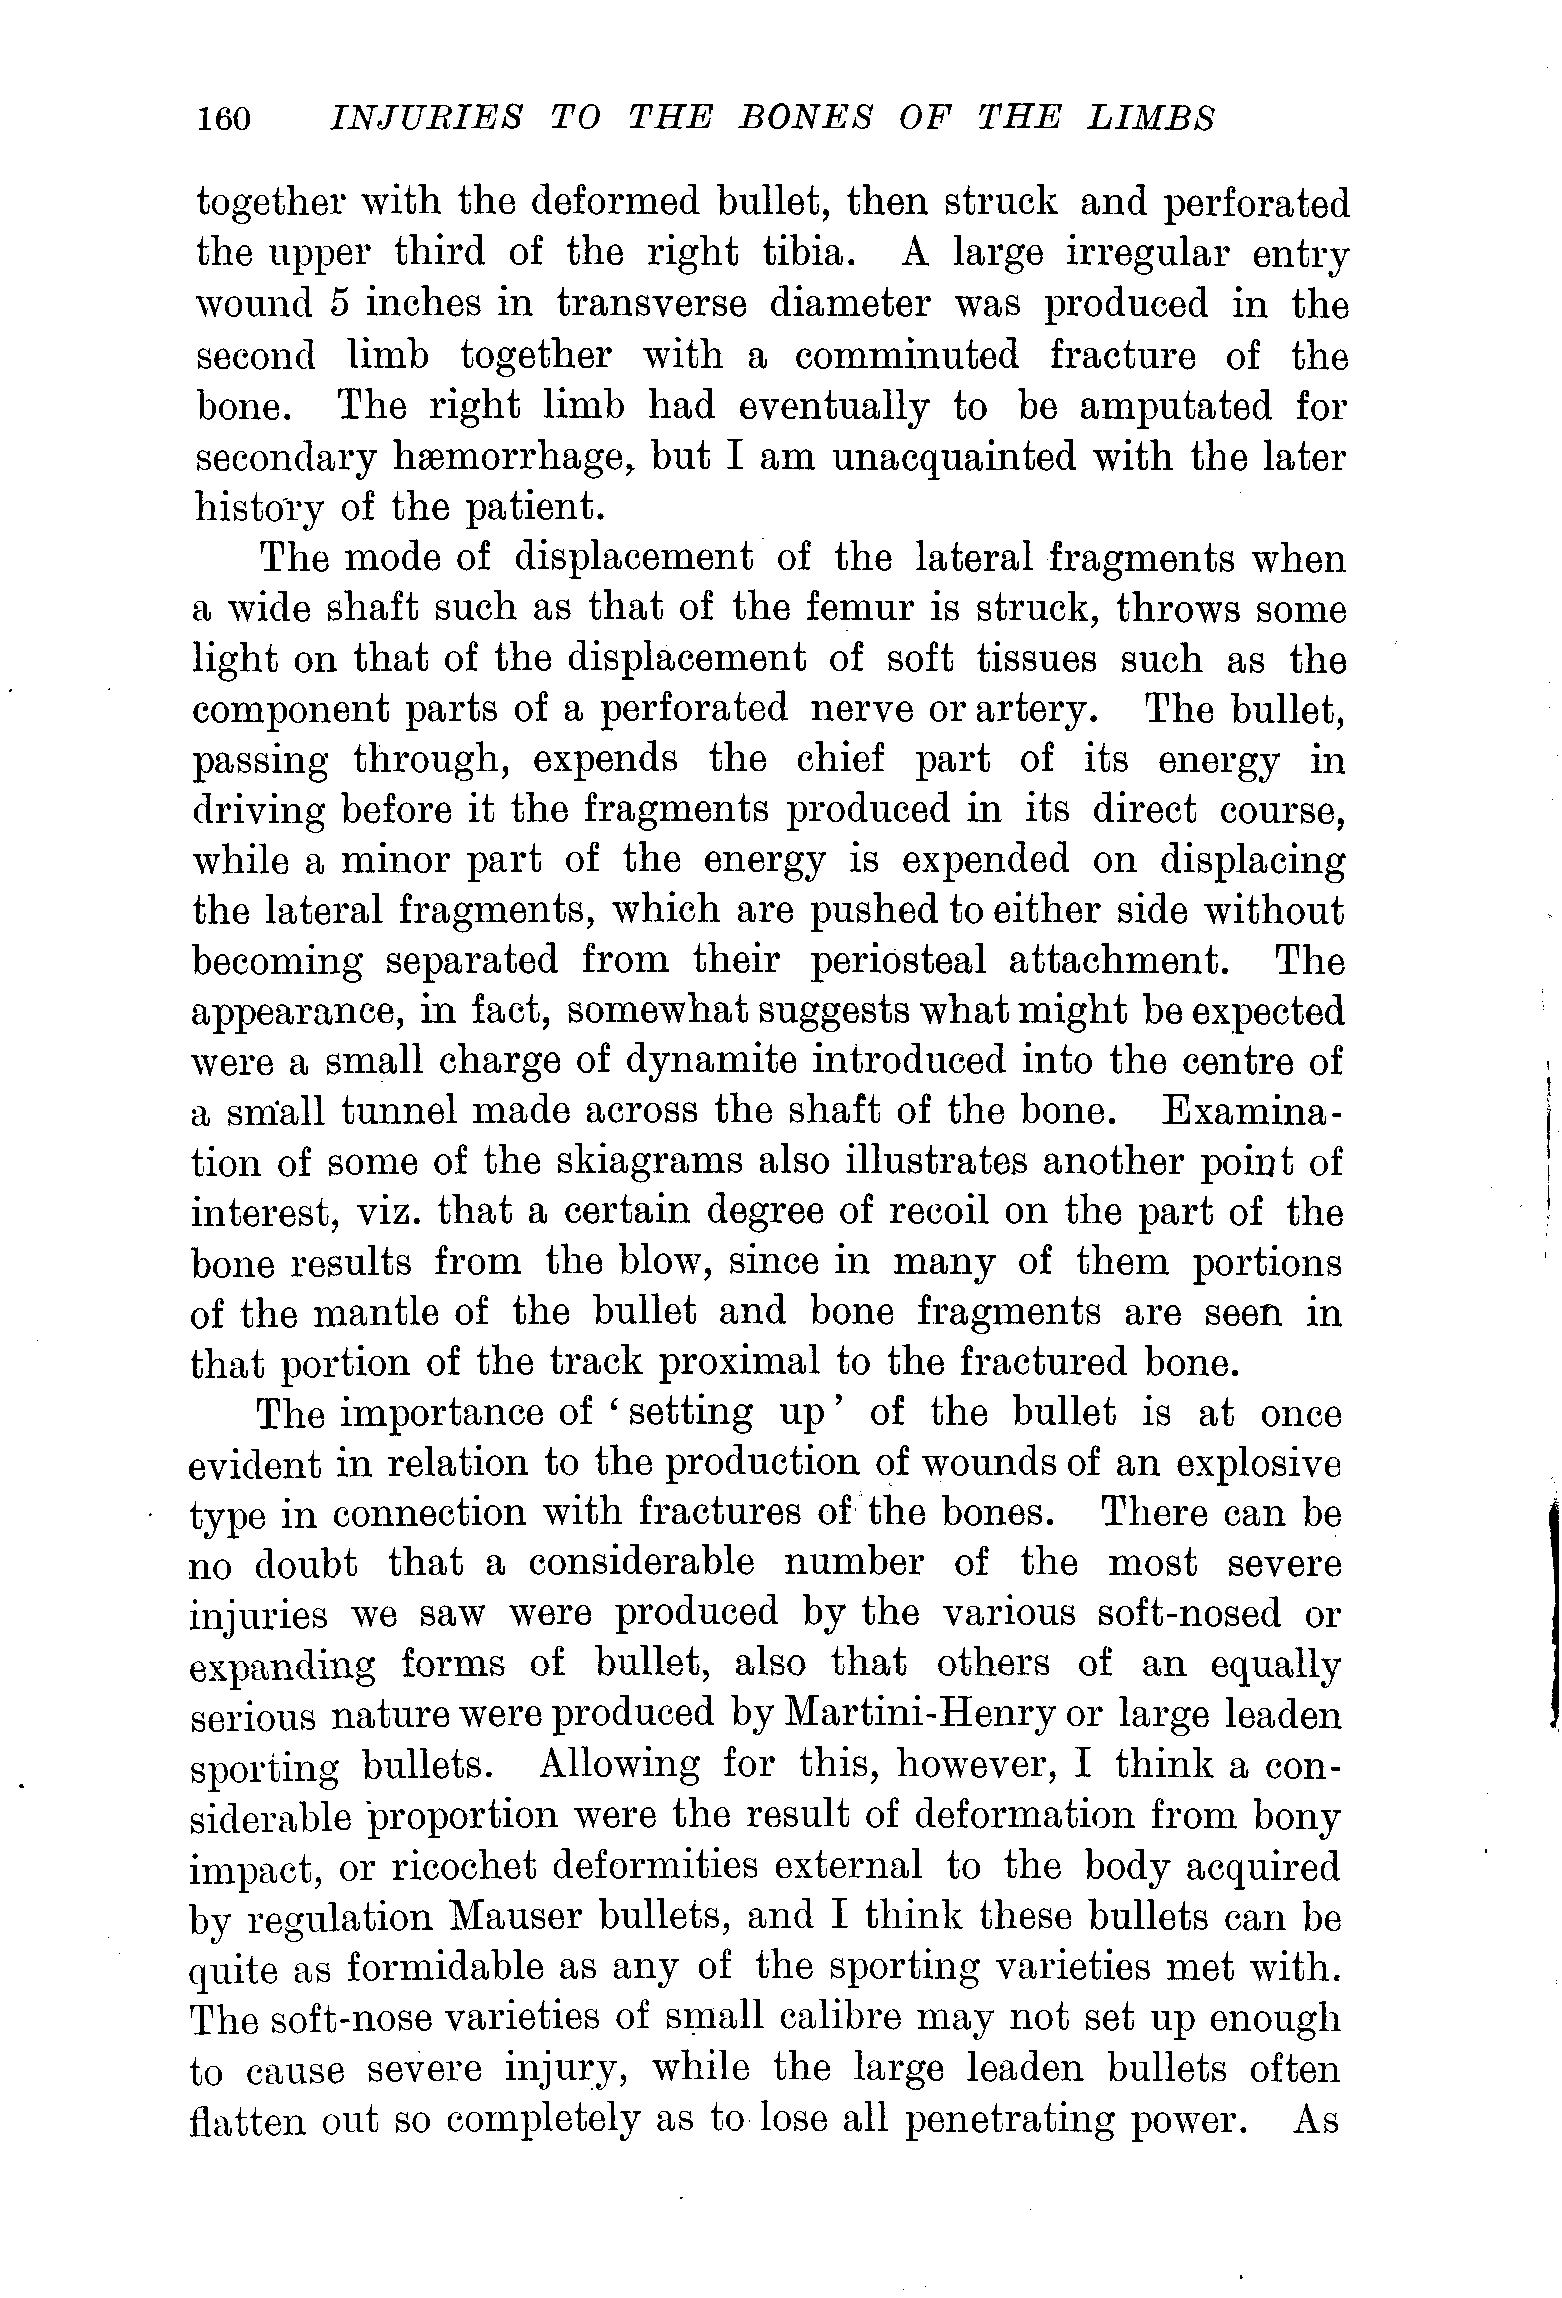 160 INJURIES TO THE BONES OF THE LIMBS
together with the deformed bullet, then struck and perforated
the upper third of the right tibia. A large irregular entry
wound 5 inches in transverse diameter was produced in the
second limb together with a comminuted fracture of the
bone. The right limb had eventually to be amputated for
secondary hæmorrhage, but I am unacquainted with the later
history of the patient.
The mode of displacement of the lateral fragments when
a wide shaft such as that of the femur is struck, throws some
light on that of the displacement of soft tissues such as the
component parts of a perforated nerve or artery. The bullet,
passing through, expends the chief part of its energy in
driving before it the fragments produced in its direct course,
while a minor part of the energy is expended on displacing
the lateral fragments, which are pushed to either side without
becoming separated from their periosteal attachment. The
appearance, in fact, somewhat suggests what might be expected
were a small charge of dynamite introduced into the centre of
a small tunnel made across the shaft of the bone. Examina-
tion of some of the skiagrams also illustrates another point of
interest, viz. that a certain degree of recoil on the part of the
bone results from the blow, since in many of them portions
of the mantle of the bullet and bone fragments are seen in
that portion of the track proximal to the fractured bone.
The importance of ‘setting up’ of the bullet is at once
evident in relation to the production of wounds of an explosive
type in connection with fractures of the bones. There can be
no doubt that a considerable number of the most severe
injuries we saw were produced by the various soft-nosed or
expanding forms of bullet, also that others of an equally
serious nature were produced by Martini-Henry or large leaden
sporting bullets. Allowing for this, however, I think a con-
siderable proportion were the result of deformation from bony
impact, or ricochet deformities external to the body acquired
by regulation Mauser bullets, and I think these bullets can be
quite as formidable as any of the sporting varieties met with.
The soft-nose varieties of small calibre may not set up enough
to cause severe injury, while the large leaden bullets often
flatten out so completely as to lose all penetrating power. As